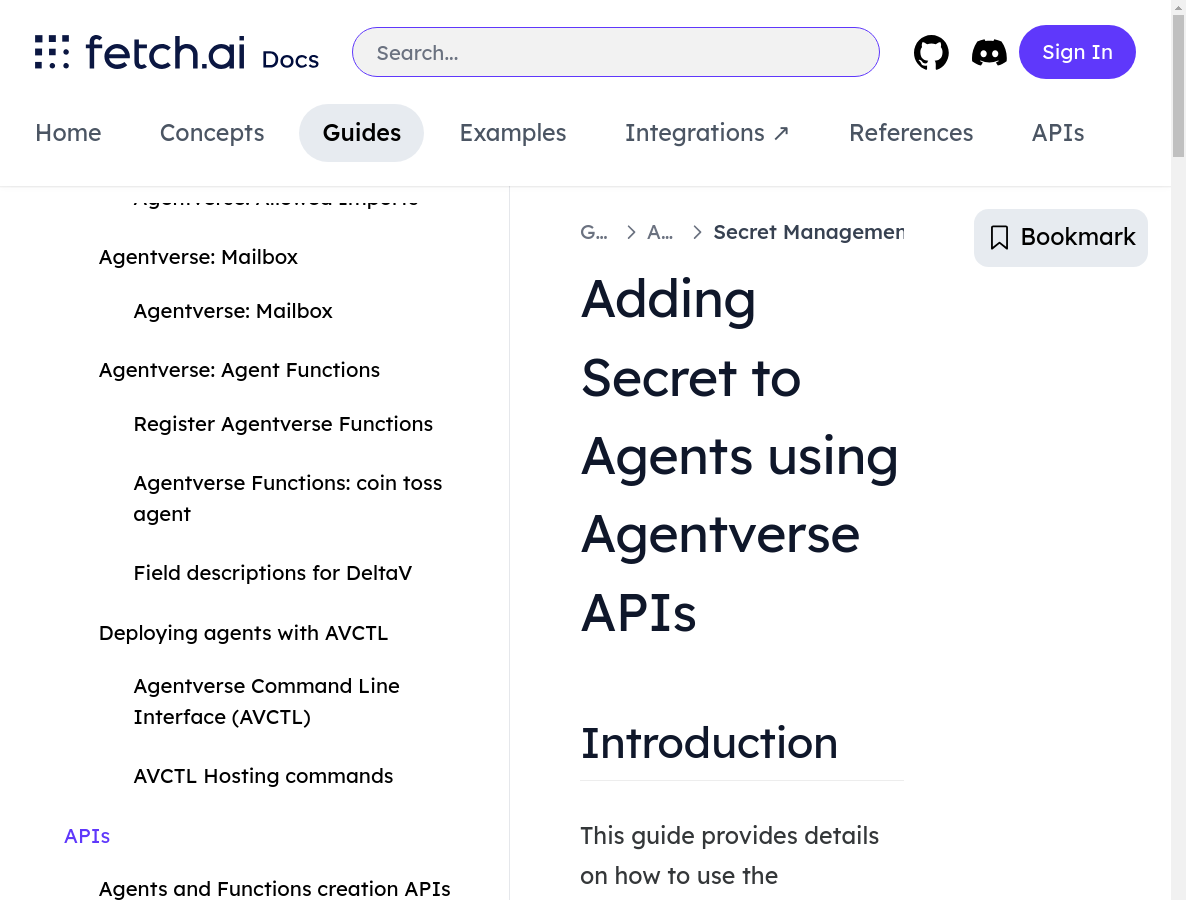 fetch.ai Docs
Search...
Sign In
Home Concepts Guides Examples Integrations ↗ References APIs
Agentverse: Allowed Imports
Agentverse: Mailbox
Agentverse: Mailbox
Agentverse: Agent Functions
Register Agentverse Functions
Agentverse Functions: coin toss
agent
Field descriptions for DeltaV
Deploying agents with AVCTL
Agentverse Command Line
Interface (AVCTL)
AVCTL Hosting commands
APIs
Agents and Functions creation APIs
G... > A... > Secret Managemen
Bookmark
Adding
Secret to
Agents using
Agentverse
APIs
Introduction
This guide provides details
on how to use the